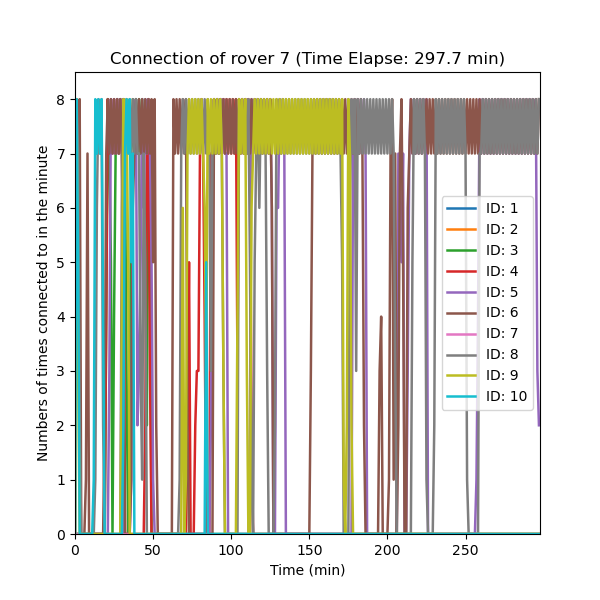 Connection of rover 7 (Time Elapse: 297.7 min)
Numbers of times connected to in the minute
8
7
6
5
4
3
2
1
0
0 50 100 150 200 250
Time (min)
ID: 1
ID: 2
ID: 3
ID: 4
ID: 5
ID: 6
ID: 7
ID: 8
ID: 9
ID: 10